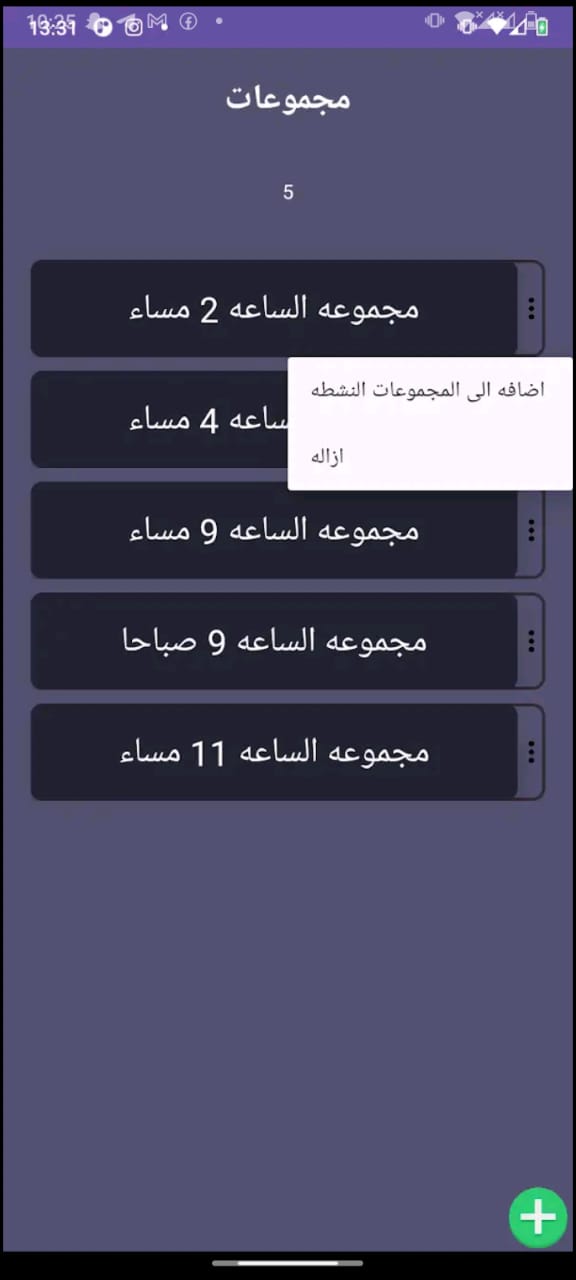 13:31
مجموعات
5
مجموعه الساعه 2 مساء
اضافه الى المجموعات النشطه
ساعه 4 مساء
ازاله
مجموعه الساعه 9 مساء
مجموعه الساعه 9 صباحا
مجموعه الساعه 11 مساء